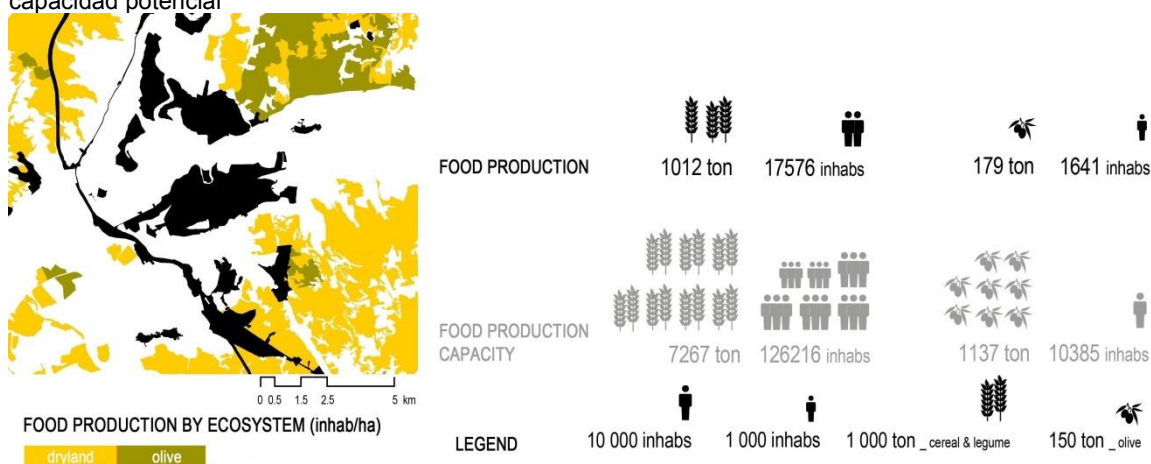 capacidad potencial
FOOD PRODUCTION
1012 ton
17576 inhabs
179 ton
1641 inhabs
FOOD PRODUCTION
CAPACITY
7267 ton
126216 inhabs
1137 ton
10385 inhabs
0 0.5 1.5 2.5 5 km
FOOD PRODUCTION BY ECOSYSTEM (inhab/ha)
dryland
olive
LEGEND
10 000 inhabs
1 000 inhabs
1 000 ton _ cereal & legume
150 ton _ olive